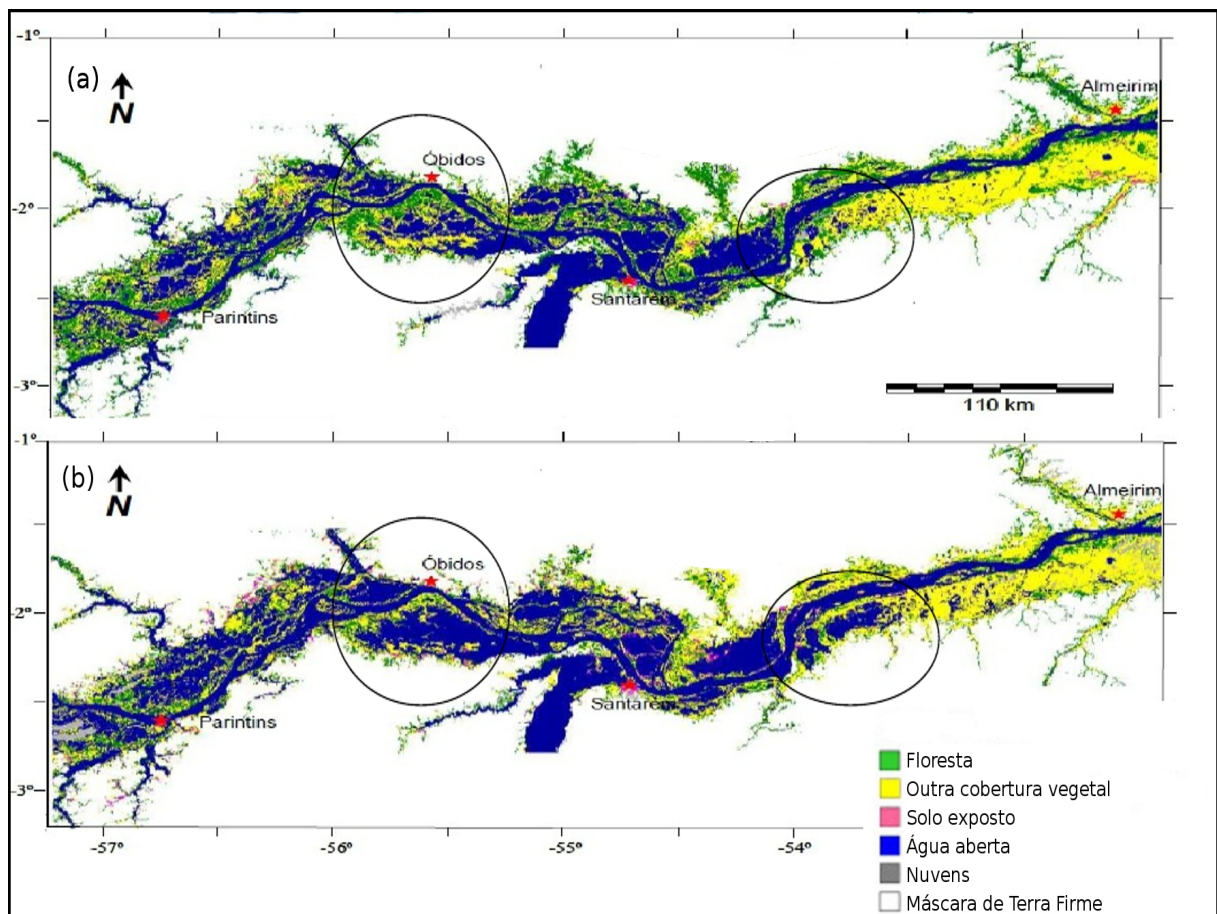 -1°
(a)
N
Almeirim
Óbidos
-2°
Santarém
Parintins
-3°
110 km
-1°
(b)
N
Almeirim
Óbidos
-2°
Santarém
Parintins
-3°
-57° -56° -55° -54°
Floresta
Outra cobertura vegetal
Solo exposto
Água aberta
Nuvens
Máscara de Terra Firme